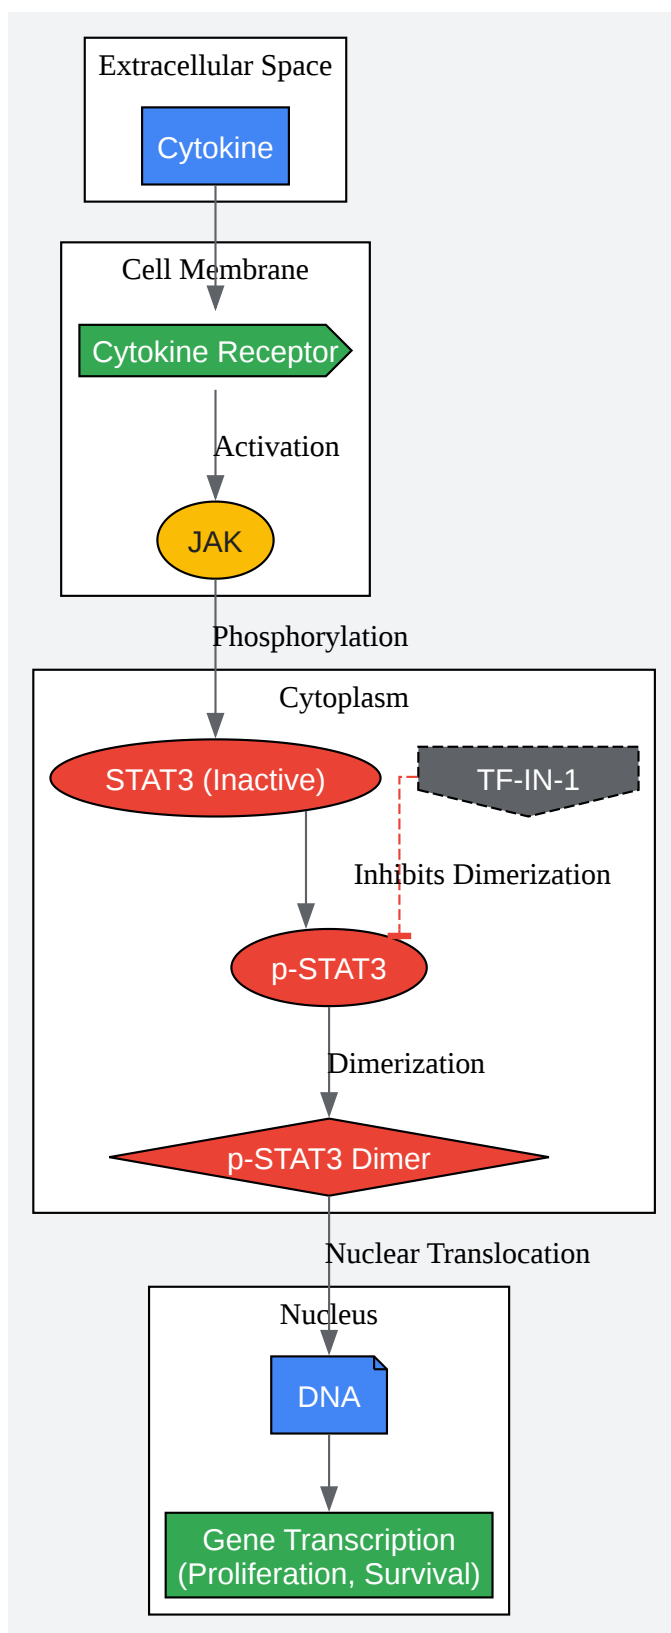 Extracellular Space
Cytokine
Cell Membrane
Cytokine Receptor
Activation
JAK
Phosphorylation
Cytoplasm
STAT3 (Inactive)
TF-IN-1
Inhibits Dimerization
p-STAT3
Dimerization
p-STAT3 Dimer
Nuclear Translocation
Nucleus
DNA
Gene Transcription
(Proliferation, Survival)